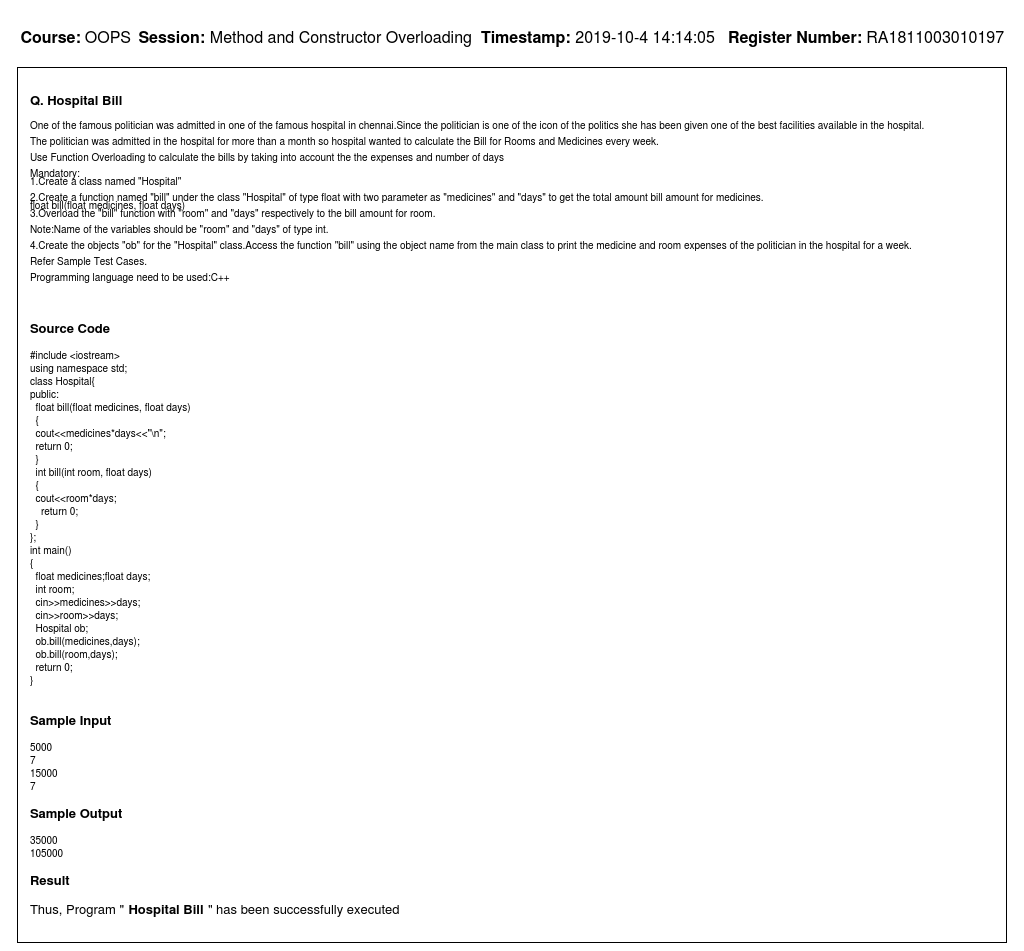 Course: OOPS Session: Method and Constructor Overloading Timestamp: 2019-10-4 14:14:05 Register Number: RA1811003010197
Q. Hospital Bill
One of the famous politician was admitted in one of the famous hospital in chennai.Since the politician is one of the icon of the politics she has been given one of the best facilities available in the hospital.
The politician was admitted in the hospital for more than a month so hospital wanted to calculate the Bill for Rooms and Medicines every week.
Use Function Overloading to calculate the bills by taking into account the the expenses and number of days
Mandatory:
1.Create a class named "Hospital"
2.Create a function named "bill" under the class "Hospital" of type float with two parameter as "medicines" and "days" to get the total amount bill amount for medicines.
float bill(float medicines, float days)
3.Overload the "bill" function with "room" and "days" respectively to the bill amount for room.
Note:Name of the variables should be "room" and "days" of type int.
4.Create the objects "ob" for the "Hospital" class.Access the function "bill" using the object name from the main class to print the medicine and room expenses of the politician in the hospital for a week.
Refer Sample Test Cases.
Programming language need to be used:C++
Source Code
#include <iostream>
using namespace std;
class Hospital{
public:
float bill(float medicines, float days)
{
cout<<medicines*days<<"\n";
return 0;
}
int bill(int room, float days)
{
cout<<room*days;
return 0;
}
};
int main()
{
float medicines;float days;
int room;
cin>>medicines>>days;
cin>>room>>days;
Hospital ob;
ob.bill(medicines,days);
ob.bill(room,days);
return 0;
}
Sample Input
5000
7
15000
7
Sample Output
35000
105000
Result
Thus, Program " Hospital Bill " has been successfully executed